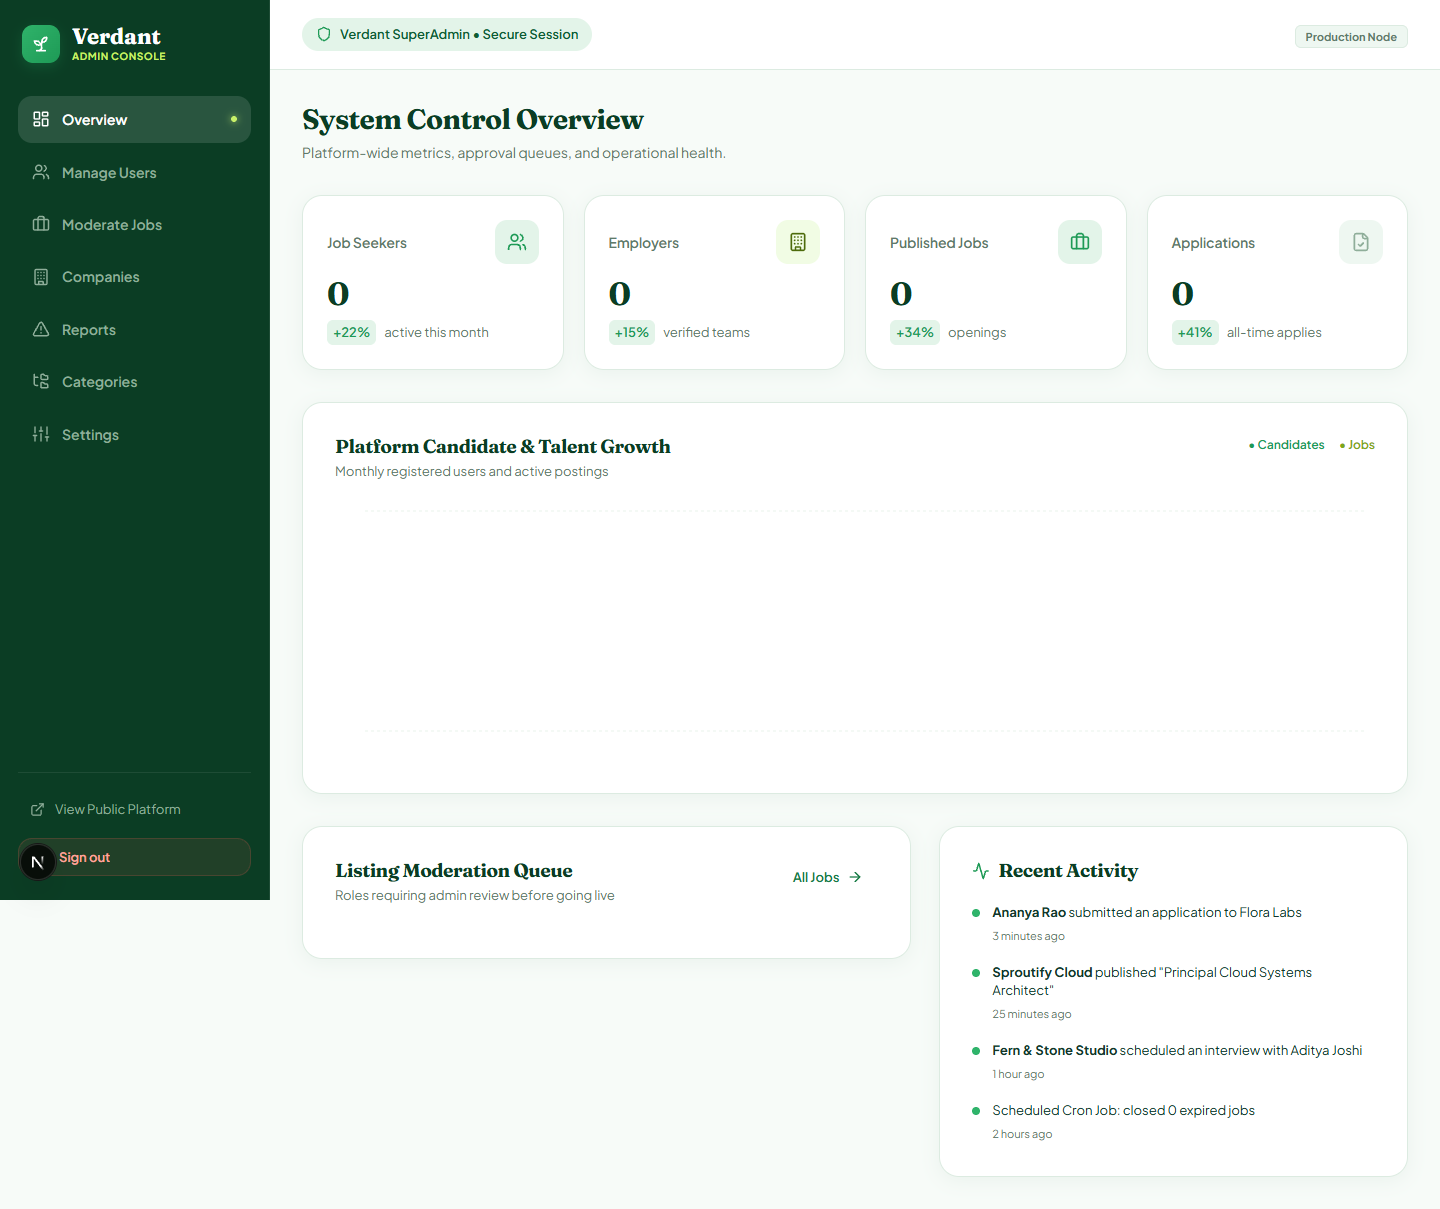 Verdant
ADMIN CONSOLE
Overview
Manage Users
Moderate Jobs
Companies
Reports
Categories
Settings
View Public Platform
N
Sign out
Verdant SuperAdmin • Secure Session
Production Node
System Control Overview
Platform-wide metrics, approval queues, and operational health.
Job Seekers
0
+22% active this month
Employers
0
+15% verified teams
Published Jobs
0
+34% openings
Applications
0
+41% all-time applies
Platform Candidate & Talent Growth
Monthly registered users and active postings
• Candidates • Jobs
Listing Moderation Queue
Roles requiring admin review before going live
All Jobs →
Recent Activity
Ananya Rao submitted an application to Flora Labs
3 minutes ago
Sproutify Cloud published "Principal Cloud Systems
Architect"
25 minutes ago
Fern & Stone Studio scheduled an interview with Aditya Joshi
1 hour ago
Scheduled Cron Job: closed 0 expired jobs
2 hours ago